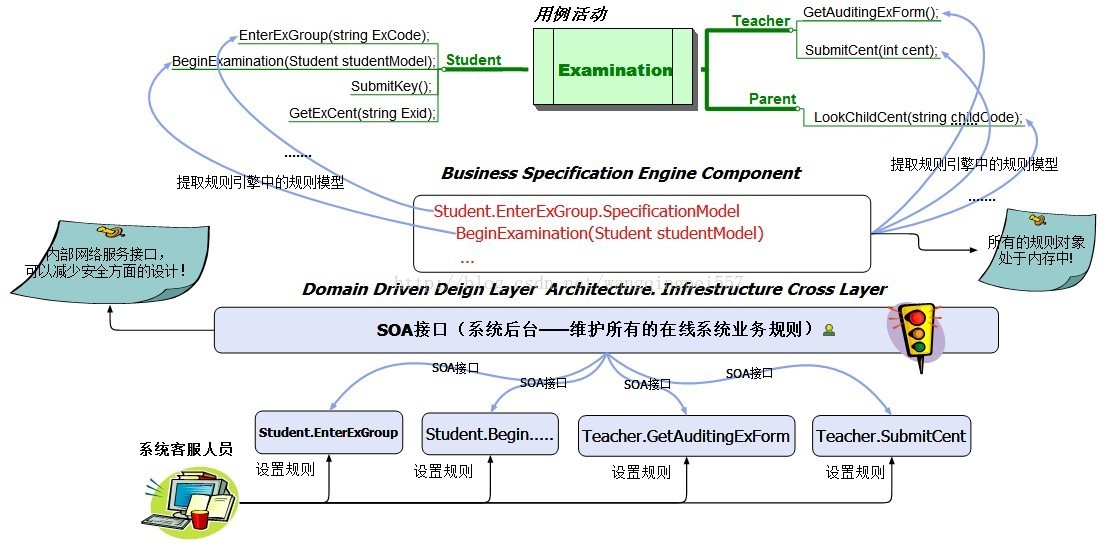 用例活动
Examination
Student
EnterExGroup(string ExCode);
BeginExamination(Student studentModel);
SubmitKey();
GetExCent(string Exid);
.......
提取规则引擎中的规则模型
Teacher
GetAuditingExForm();
SubmitCent(int cent);
Parent
LookChildCent(string childCode);
.......
提取规则引擎中的规则模型
.......
Business Specification Engine Component
Student.EnterExGroup.SpecificationModel
BeginExamination(Student studentModel)
...
内部网络服务接口，
可以减少安全方面的设计！
所有的规则对象
处于内存中!
Domain Driven Deign Layer Architecture. Infrestructure Cross Layer
SOA接口（系统后台——维护所有的在线系统业务规则）
SOA接口
SOA接口
SOA接口
SOA接口
Student.EnterExGroup
Student.Begin.....
Teacher.GetAuditingExForm
Teacher.SubmitCent
系统客服人员
设置规则
设置规则
设置规则
设置规则